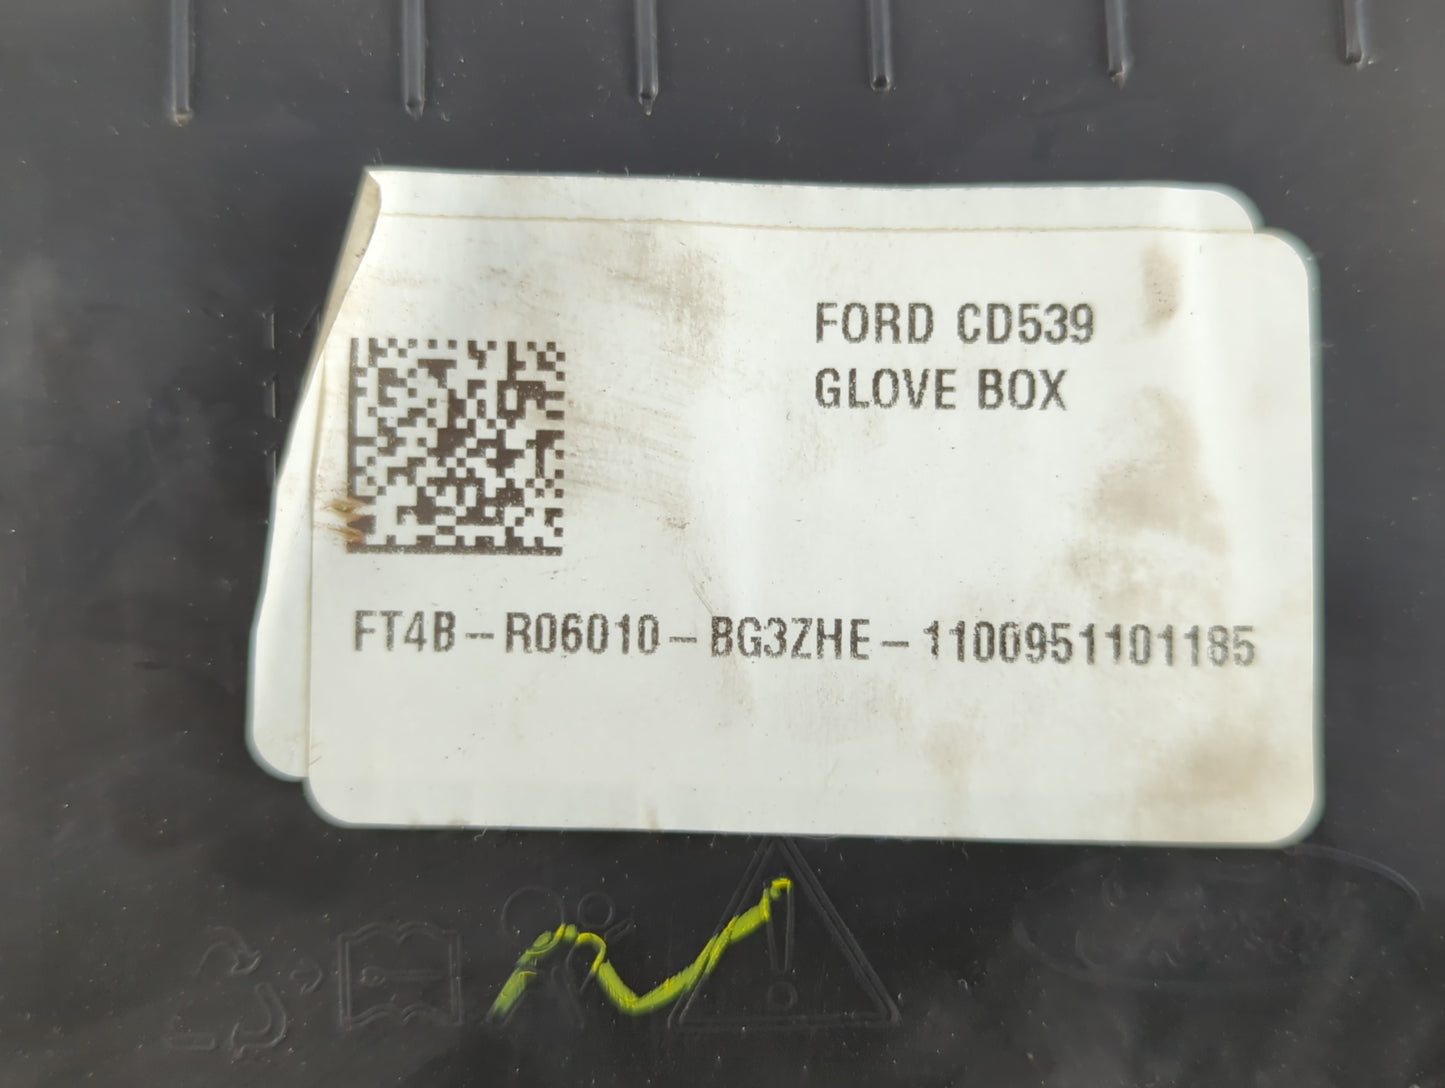 FORD CD539
GLOVE BOX
FT4B-R06010-BG3ZHE-1100951101185